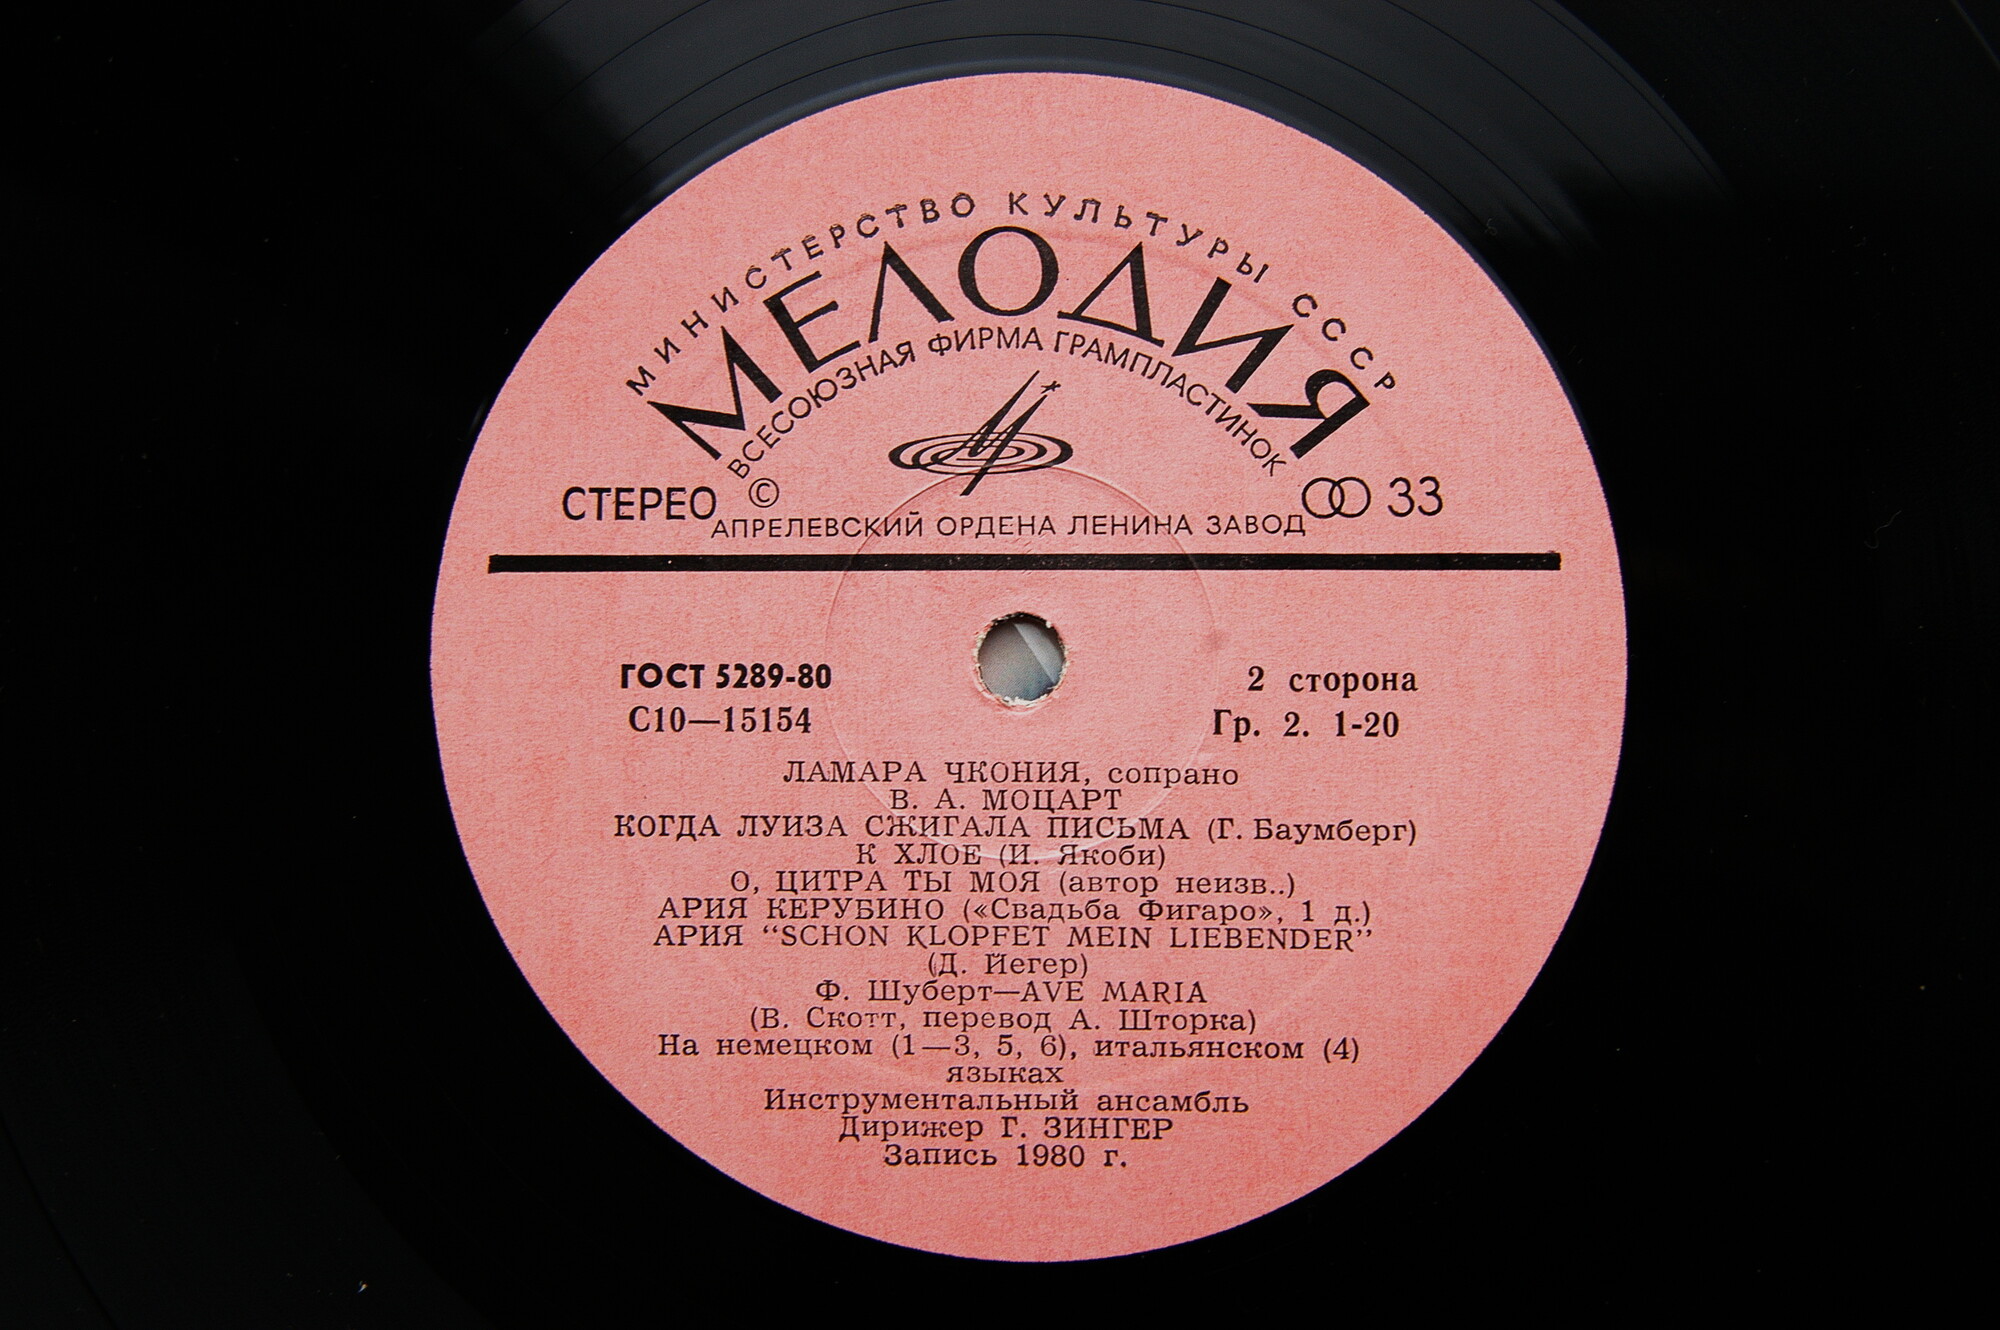 МИНИСТЕРСТВО КУЛЬТУРЫ СССР
МЕЛОДИЯ
ВСЕСОЮЗНАЯ ФИРМА ГРАМПЛАСТИНОК
СТЕРЕО © 33
АПРЕЛЕВСКИЙ ОРДЕНА ЛЕНИНА ЗАВОД
ГОСТ 5289-80 2 сторона
С10—15154 Гр. 2. 1-20
ЛАМАРА ЧКОНИЯ, сопрано
В. А. МОЦАРТ
КОГДА ЛУИЗА СЖИГАЛА ПИСЬМА (Г. Баумберг)
К ХЛОЕ (И. Якоби)
О, ЦИТРА ТЫ МОЯ (автор неизв..)
АРИЯ КЕРУБИНО («Свадьба Фигаро», 1 д.)
АРИЯ “SCHON KLOPFET MEIN LIEBENDER”
(Д. Йегер)
Ф. Шуберт—AVE MARIA
(В. Скотт, перевод А. Шторка)
На немецком (1—3, 5, 6), итальянском (4)
языках
Инструментальный ансамбль
Дирижер Г. ЗИНГЕР
Запись 1980 г.